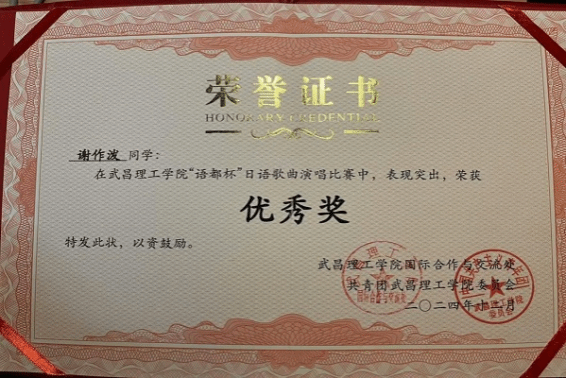 荣誉证书
HONORARY CREDENTIAL
谢作波 同学：
在武昌理工学院“语都杯”日语歌曲演唱比赛中，表现突出，荣获
优秀奖
特发此状，以资鼓励。
武昌理工学院国际合作与交流处
共青团武昌理工学院委员会
二〇二四年十二月